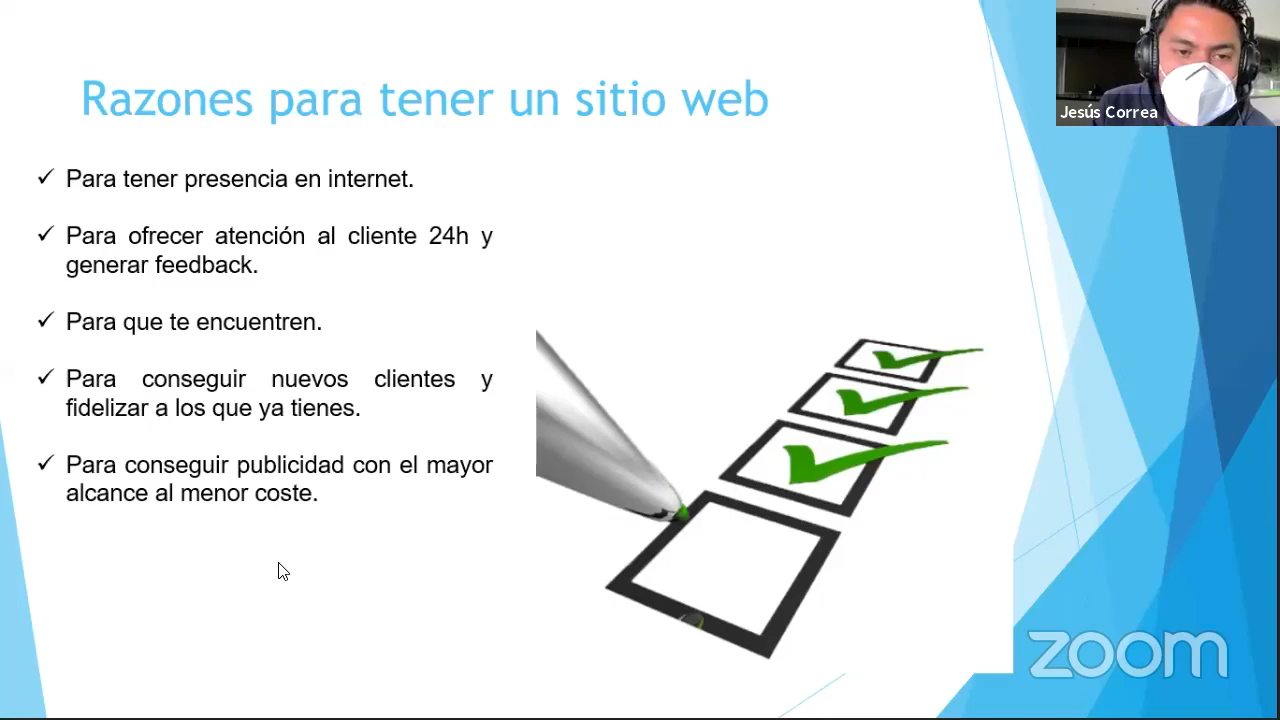 Razones para tener un sitio web
Jesús Correa
✓ Para tener presencia en internet.
✓ Para ofrecer atención al cliente 24h y
generar feedback.
✓ Para que te encuentren.
✓ Para conseguir nuevos clientes y
fidelizar a los que ya tienes.
✓ Para conseguir publicidad con el mayor
alcance al menor coste.
zoom